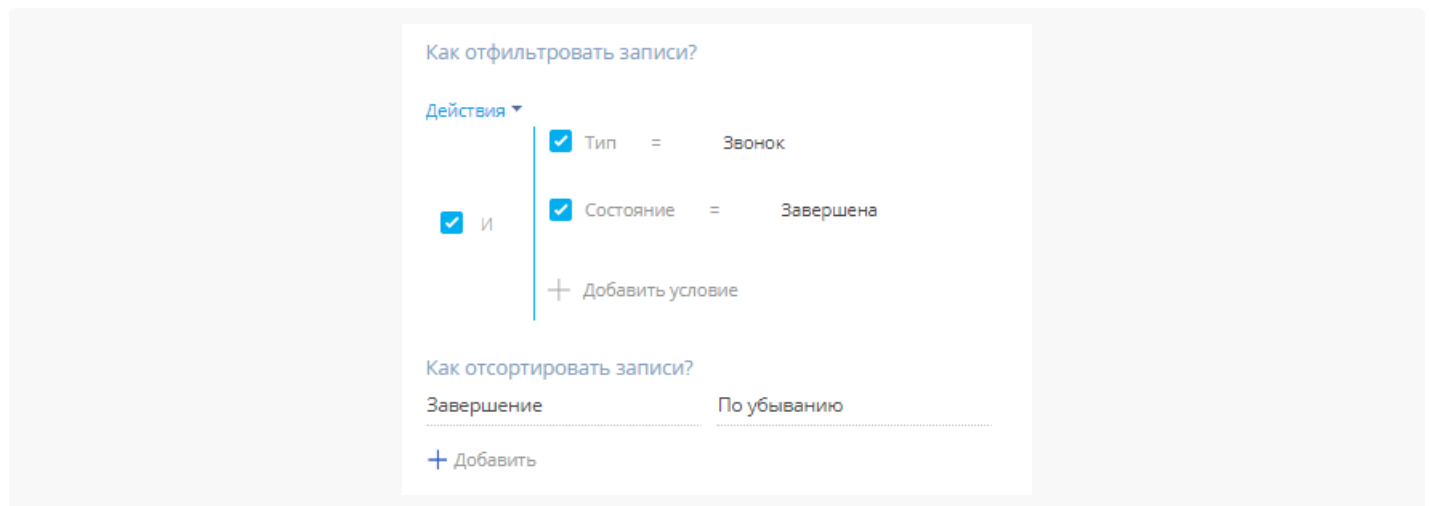 Как отфильтровать записи?
Действия
Тип = Звонок
Состояние = Завершена
И
Добавить условие
Как отсортировать записи?
Завершение По убыванию
+ Добавить